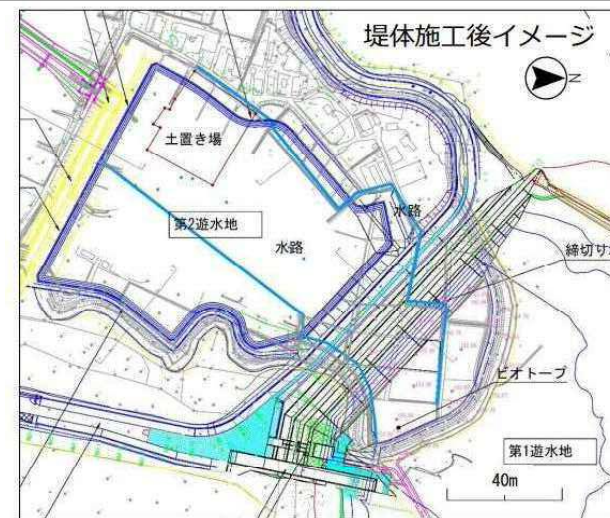 堤体施工後イメージ
N
土置き場
水路
第2遊水地
水路
締切り
ビオトープ
第1遊水地
40m